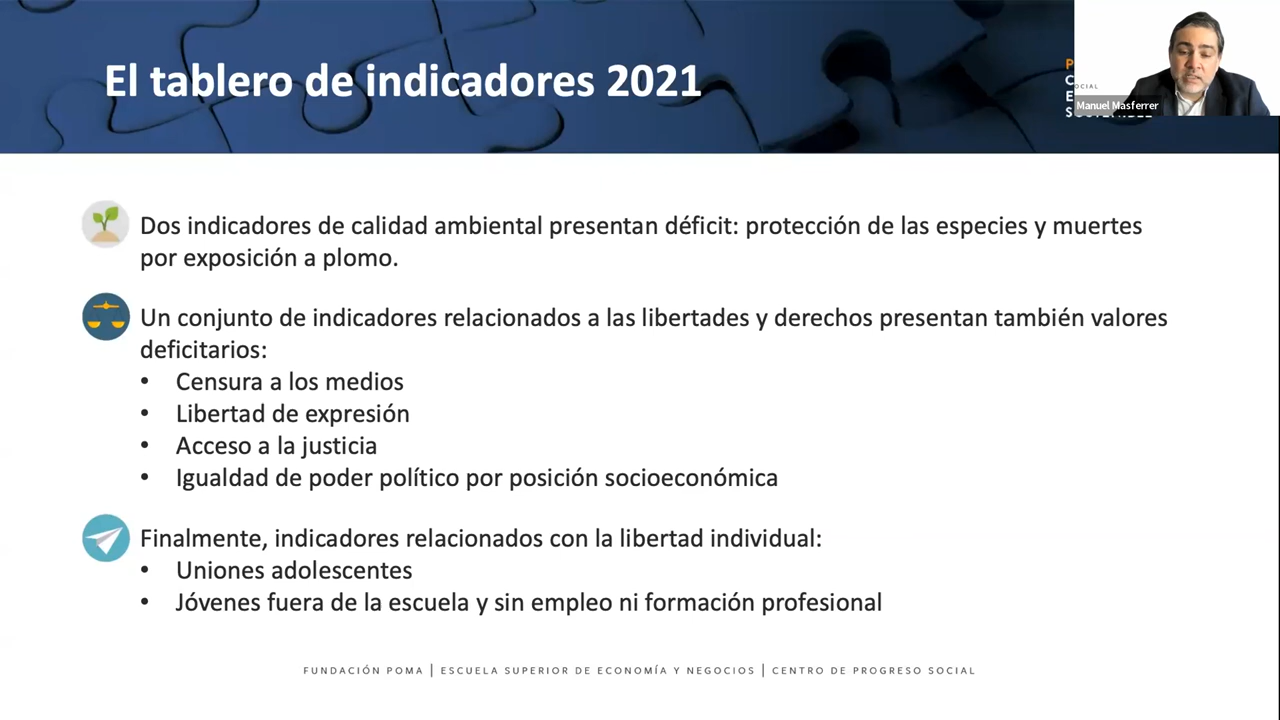 El tablero de indicadores 2021
OCIAL
Manuel Masferrer
Dos indicadores de calidad ambiental presentan déficit: protección de las especies y muertes
por exposición a plomo.
Un conjunto de indicadores relacionados a las libertades y derechos presentan también valores
deficitarios:
• Censura a los medios
• Libertad de expresión
• Acceso a la justicia
• Igualdad de poder político por posición socioeconómica
Finalmente, indicadores relacionados con la libertad individual:
• Uniones adolescentes
• Jóvenes fuera de la escuela y sin empleo ni formación profesional
FUNDACIÓN POMA | ESCUELA SUPERIOR DE ECONOMÍA Y NEGOCIOS | CENTRO DE PROGRESO SOCIAL